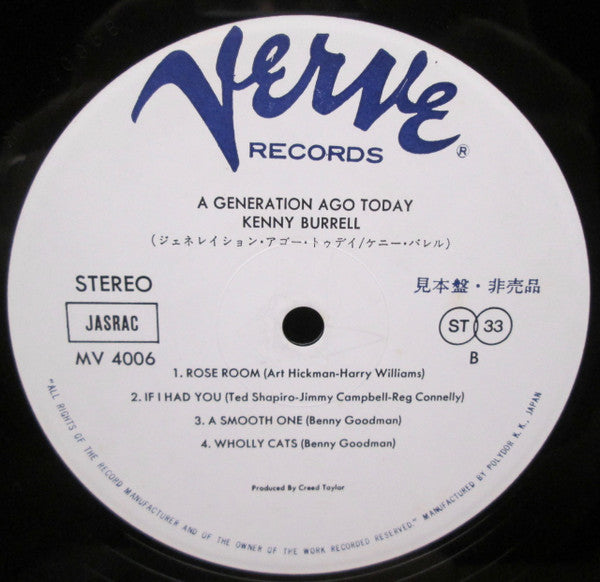 VERVE
RECORDS ®
A GENERATION AGO TODAY
KENNY BURRELL
(ジェネレイション・アゴー・トゥデイ/ケニー・バレル)
STEREO
見本盤・非売品
JASRAC
ST 33
MV 4006
B
1. ROSE ROOM (Art Hickman-Harry Williams)
2. IF I HAD YOU (Ted Shapiro-Jimmy Campbell-Reg Connelly)
3. A SMOOTH ONE (Benny Goodman)
4. WHOLLY CATS (Benny Goodman)
Produced By Creed Taylor
"ALL RIGHTS OF THE RECORD MANUFACTURER AND OF THE OWNER OF THE WORK RECORDED RESERVED." MANUFACTURED BY POLYDOR K. K., JAPAN